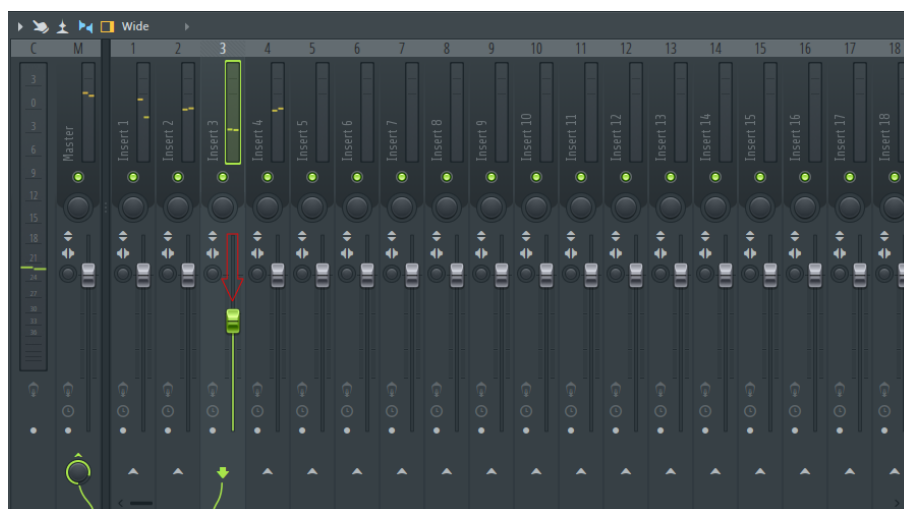 Wide
C M 1 2 3 4 5 6 7 8 9 10 11 12 13 14 15 16 17 18
Master
Insert 1
Insert 2
Insert 3
Insert 4
Insert 5
Insert 6
Insert 7
Insert 8
Insert 9
Insert 10
Insert 11
Insert 12
Insert 13
Insert 14
Insert 15
Insert 16
Insert 17
Insert 18
3
0
3
6
9
12
15
18
21
24
27